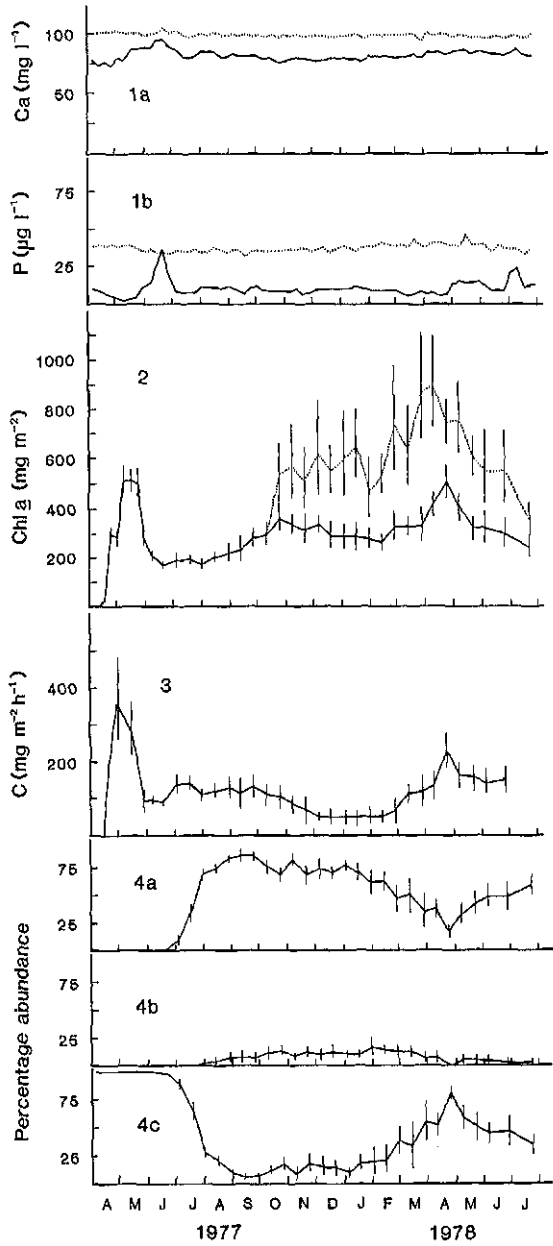 Ca (mg l⁻¹)
100
50
1a
P (µg l⁻¹)
75
25
1b
Chl a (mg m⁻²)
1000
800
600
400
200
2
C (mg m⁻² h⁻¹)
400
200
3
Percentage abundance
75
25
4a
75
25
4b
75
25
4c
A M J J A S O N D J F M A M J J
1977 1978